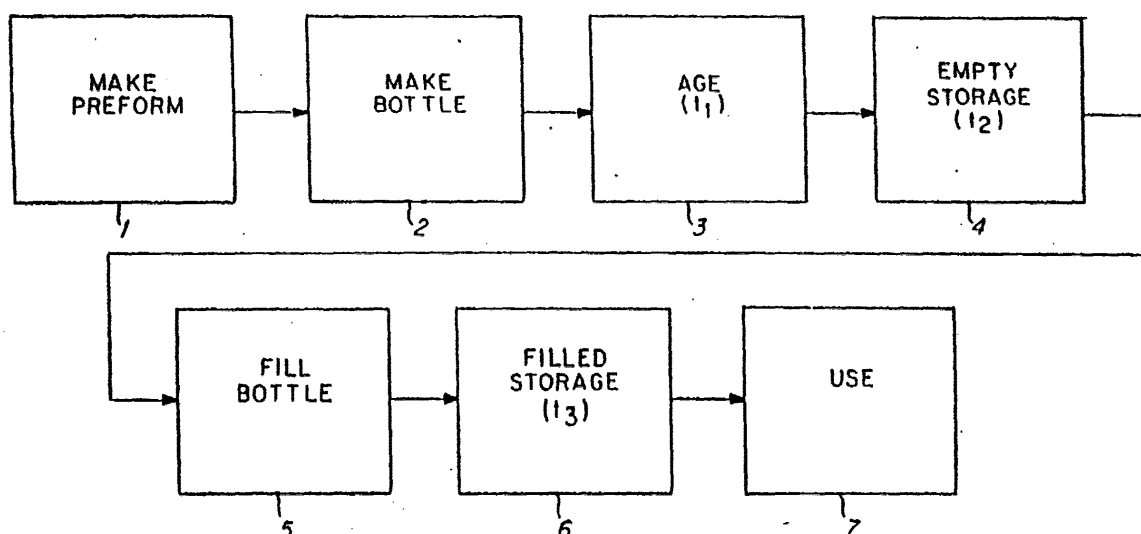 MAKE
PREFORM
1
MAKE
BOTTLE
2
AGE
(t1)
3
EMPTY
STORAGE
(t2)
4
FILL
BOTTLE
5
FILLED
STORAGE
(t3)
6
USE
7